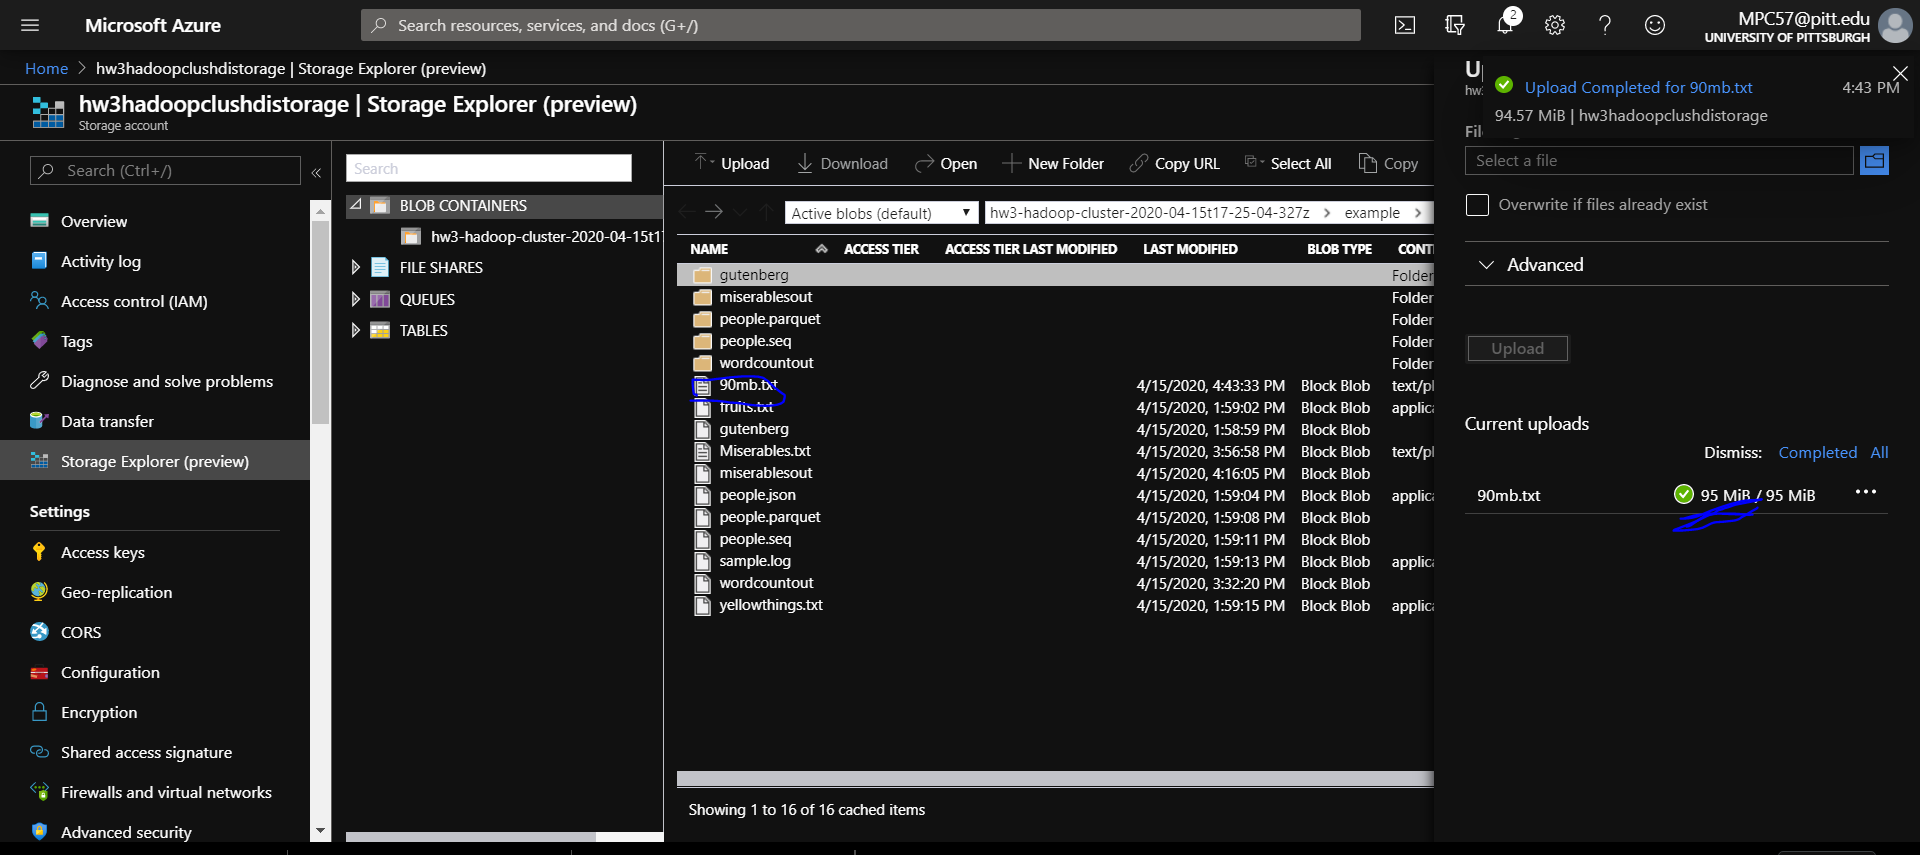 Microsoft Azure
Search resources, services, and docs (G+/)
2
MPC57@pitt.edu
UNIVERSITY OF PITTSBURGH
Home > hw3hadoopclushdistorage | Storage Explorer (preview)
hw3hadoopclushdistorage | Storage Explorer (preview)
Storage account
Search (Ctrl+/)
«
Overview
Activity log
Access control (IAM)
Tags
Diagnose and solve problems
Data transfer
Storage Explorer (preview)
Settings
Access keys
Geo-replication
CORS
Configuration
Encryption
Shared access signature
Firewalls and virtual networks
Advanced security
Search
BLOB CONTAINERS
hw3-hadoop-cluster-2020-04-15t1
FILE SHARES
QUEUES
TABLES
Upload Download Open New Folder Copy URL Select All Copy
Active blobs (default) hw3-hadoop-cluster-2020-04-15t17-25-04-327z > example >
NAME ACCESS TIER ACCESS TIER LAST MODIFIED LAST MODIFIED BLOB TYPE CONT
gutenberg Folder
miserablesout Folder
people.parquet Folder
people.seq Folder
wordcountout Folder
90mb.txt 4/15/2020, 4:43:33 PM Block Blob text/pl
fruits.txt 4/15/2020, 1:59:02 PM Block Blob applica
gutenberg 4/15/2020, 1:58:59 PM Block Blob
Miserables.txt 4/15/2020, 3:56:58 PM Block Blob text/pl
miserablesout 4/15/2020, 4:16:05 PM Block Blob
people.json 4/15/2020, 1:59:04 PM Block Blob applica
people.parquet 4/15/2020, 1:59:08 PM Block Blob
people.seq 4/15/2020, 1:59:11 PM Block Blob
sample.log 4/15/2020, 1:59:13 PM Block Blob applica
wordcountout 4/15/2020, 3:32:20 PM Block Blob
yellowthings.txt 4/15/2020, 1:59:15 PM Block Blob applica
Showing 1 to 16 of 16 cached items
Upload Completed for 90mb.txt 4:43 PM
94.57 MiB | hw3hadoopclushdistorage
Select a file
Overwrite if files already exist
Advanced
Upload
Current uploads
Dismiss: Completed All
90mb.txt 95 MiB / 95 MiB